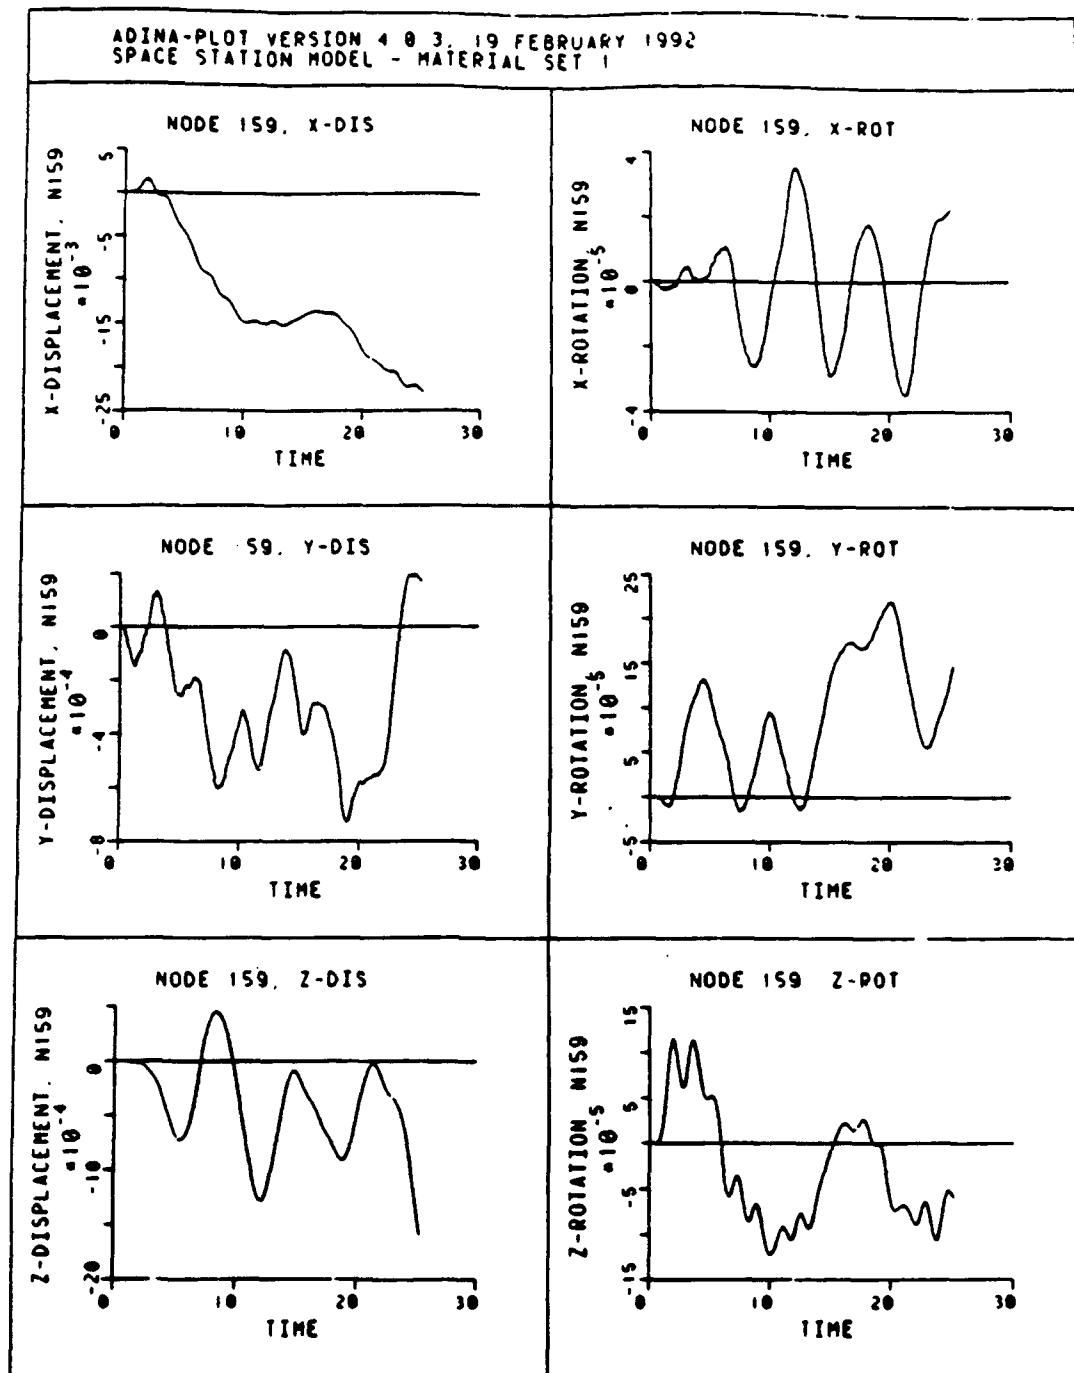 ADINA-PLOT VERSION 4 0 3, 19 FEBRUARY 1992
SPACE STATION MODEL - MATERIAL SET 1
NODE 159, X-DIS
X-DISPLACEMENT, N159
*10-3
5
-5
-15
-25
0 10 20 30
TIME
NODE 159, X-ROT
X-ROTATION, N159
*10-5
4
0
-4
0 10 20 30
TIME
NODE 59, Y-DIS
Y-DISPLACEMENT, N159
*10-4
0
-4
-8
0 10 20 30
TIME
NODE 159, Y-ROT
Y-ROTATION, N159
*10-5
25
15
5
-5
0 10 20 30
TIME
NODE 159, Z-DIS
Z-DISPLACEMENT, N159
*10-4
0
-10
-20
0 10 20 30
TIME
NODE 159 Z-ROT
Z-ROTATION N159
*10-5
15
5
-5
-15
0 10 20 30
TIME